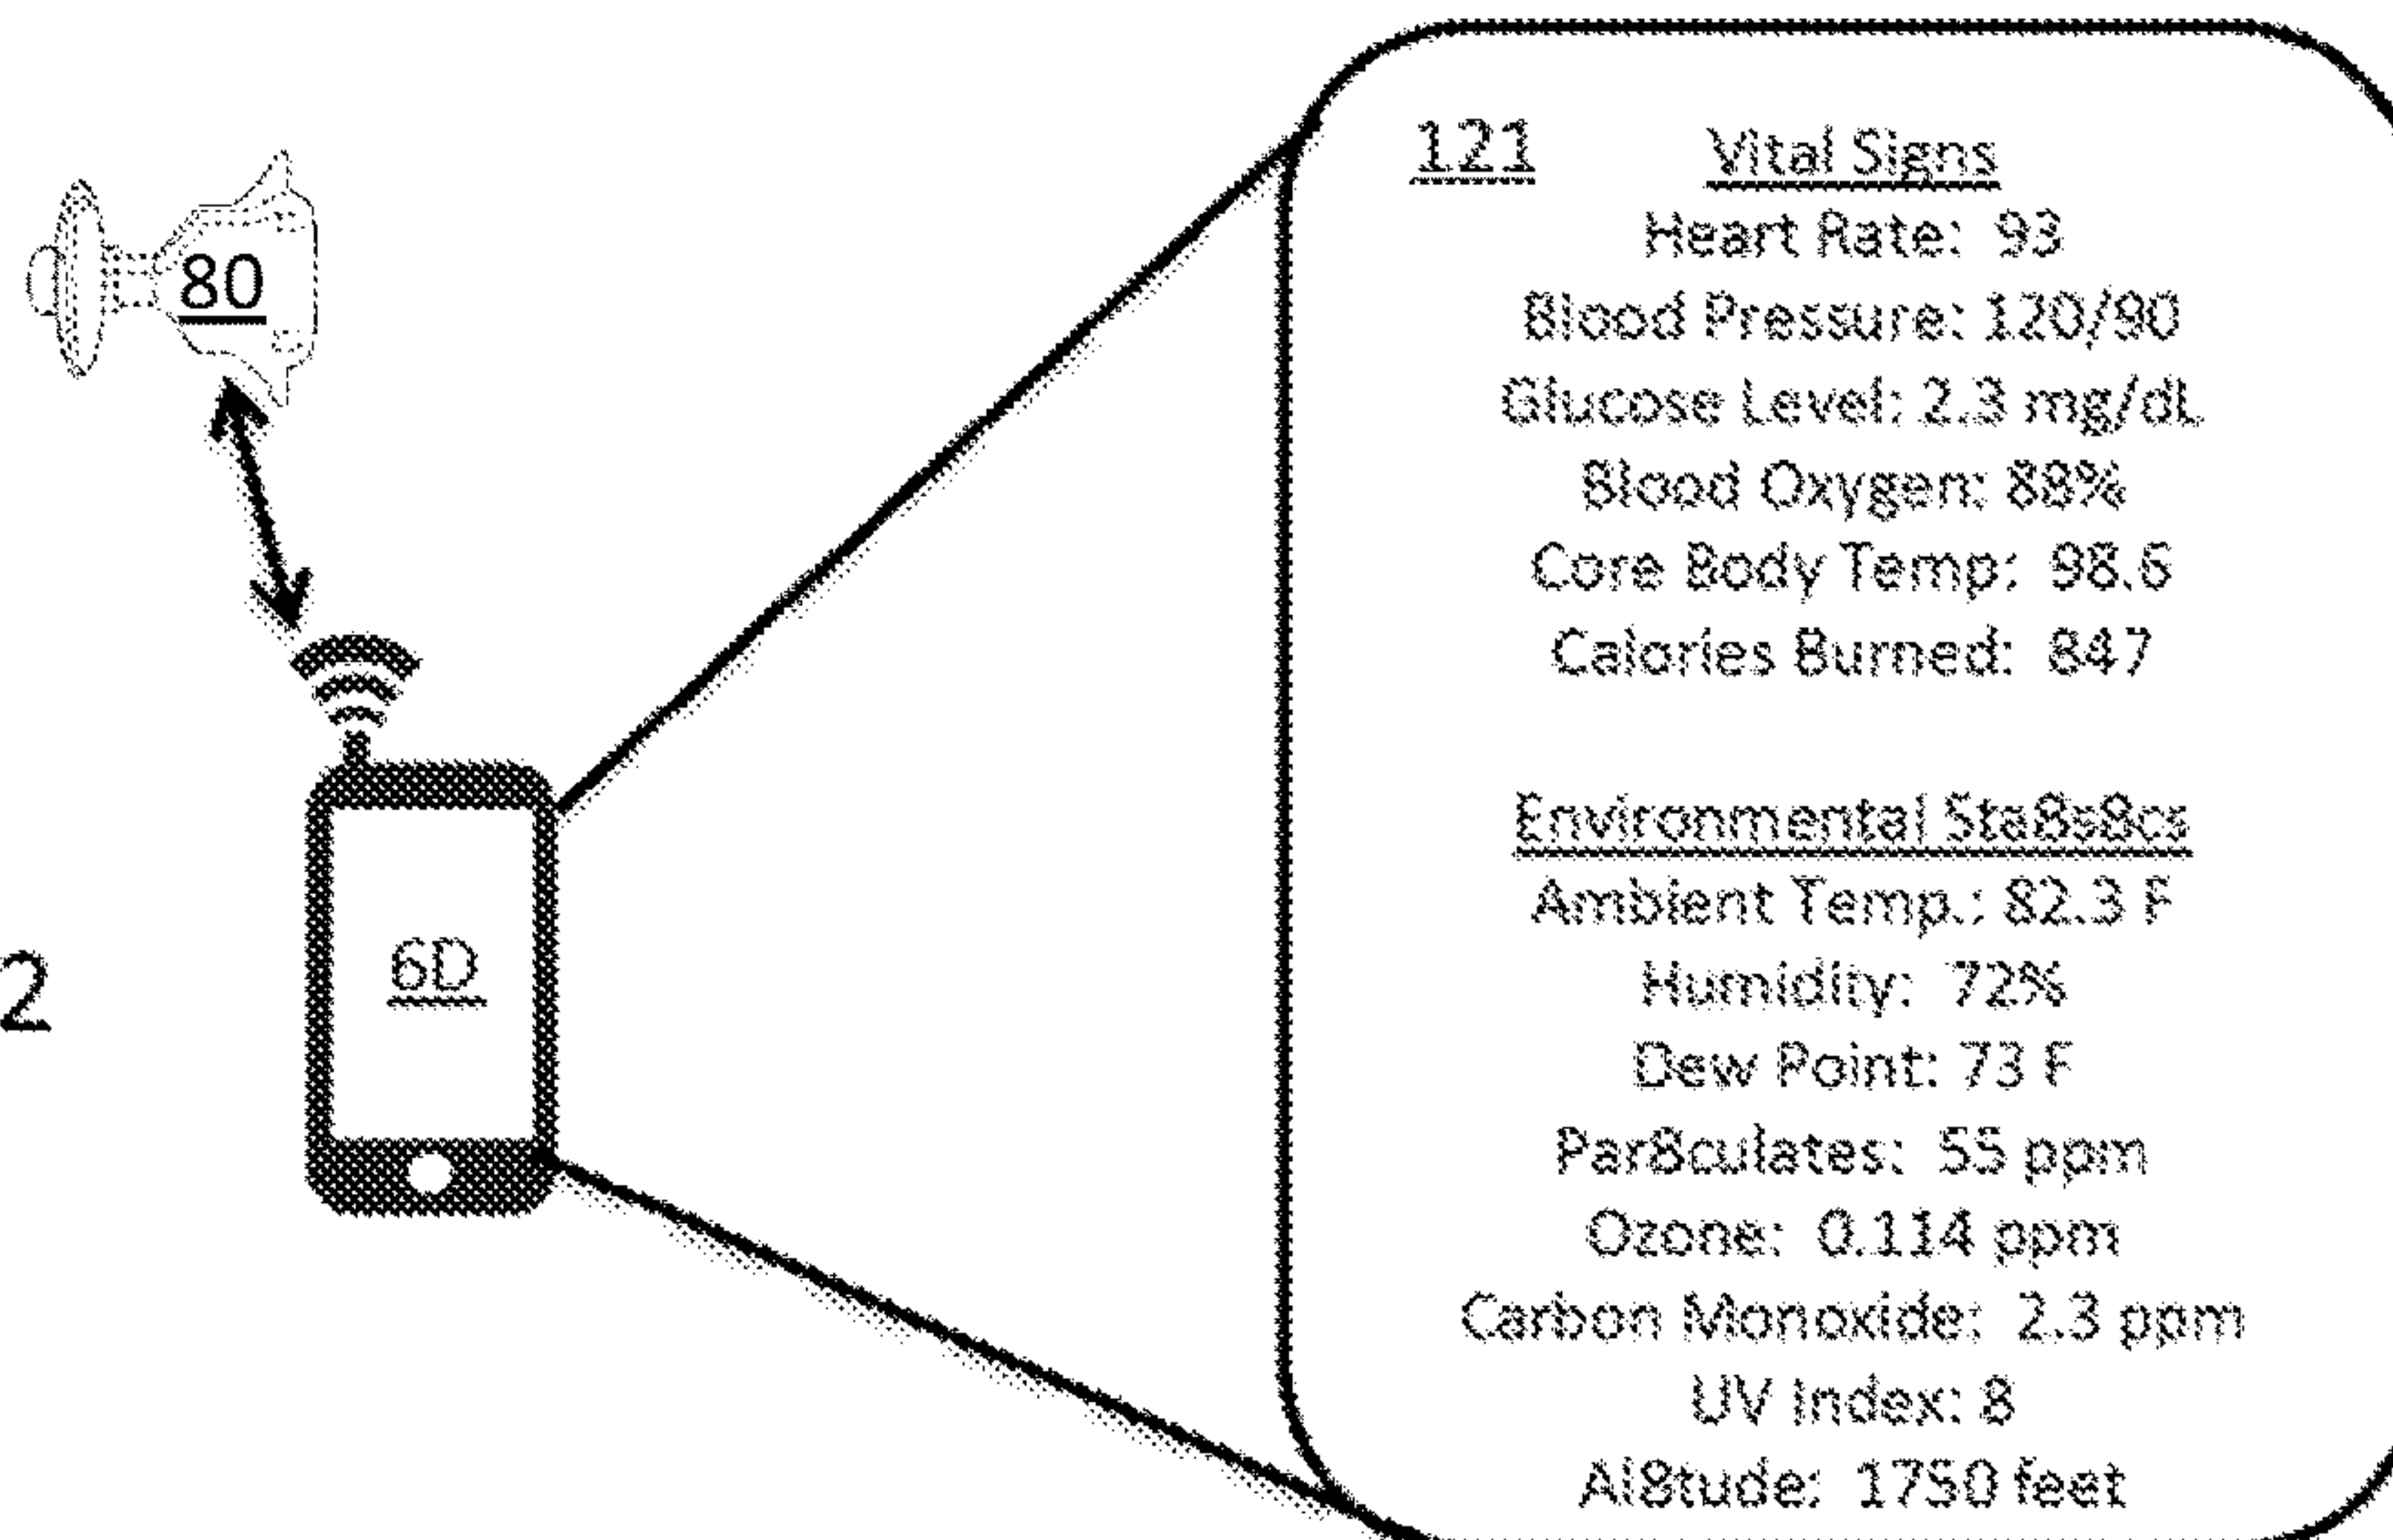 121
Vital Signs
Heart Rate: 93
Blood Pressure: 120/90
Glucose Level: 2.3 mg/dL
Blood Oxygen: 88%
Core Body Temp: 98.6
Calories Burned: 847
Environmental Sta8s8cs
Ambient Temp.: 82.3 F
Humidity: 72%
Dew Point: 73 F
Par8culates: 55 ppm
Ozone: 0.114 ppm
Carbon Monoxide: 2.3 ppm
UV Index: 8
Al8tude: 1750 feet
80
6D
2